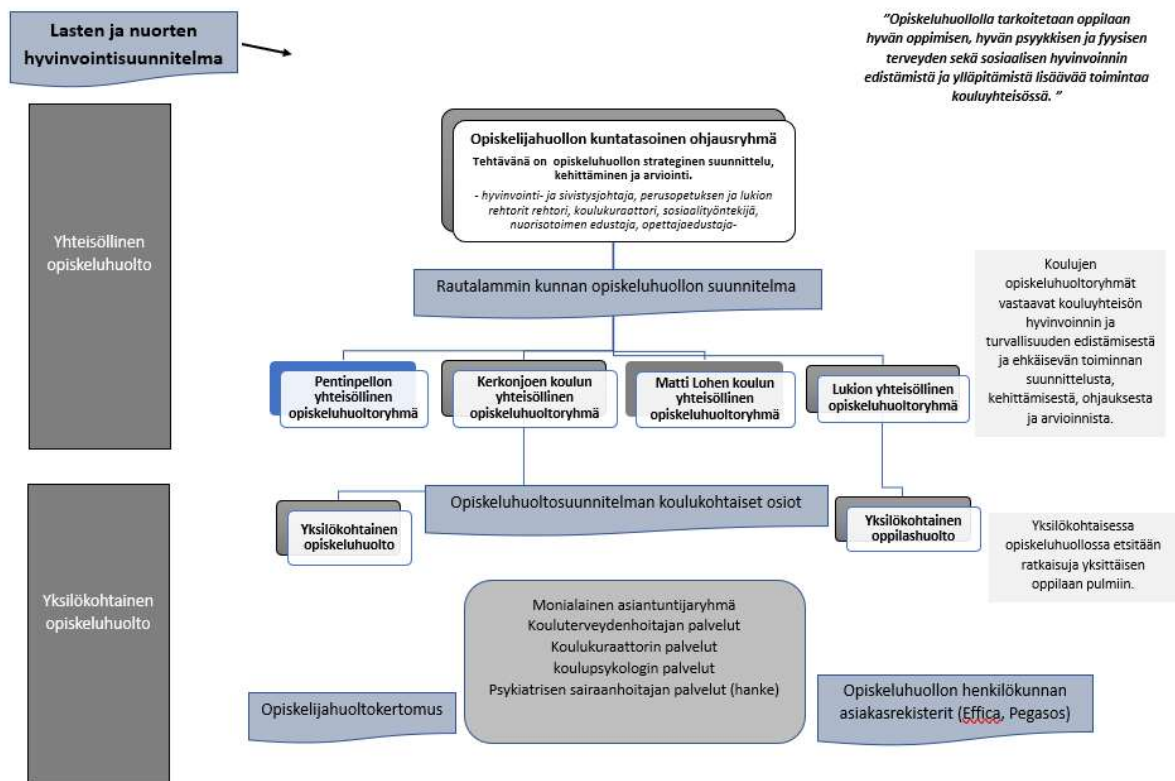 Lasten ja nuorten
hyvinvointisuunnitelma
"Opiskeluhuollolla tarkoitetaan oppilaan
hyvän oppimisen, hyvän psyykkisen ja fyysisen
terveyden sekä sosiaalisen hyvinvoinnin
edistämistä ja ylläpitämistä lisäävää toimintaa
kouluyhteisössä. "
Yhteisöllinen
opiskeluhuolto
Opiskelijahuollon kuntatasoinen ohjausryhmä
Tehtävänä on opiskeluhuollon strateginen suunnittelu,
kehittäminen ja arviointi.
- hyvinvointi- ja sivistysjohtaja, perusopetuksen ja lukion
rehtorit rehtori, koulukuraattori, sosiaalityöntekijä,
nuorisotoimen edustaja, opettajaedustaja-
Rautalammin kunnan opiskeluhuollon suunnitelma
Koulujen
opiskeluhuoltoryhmät
vastaavat kouluyhteisön
hyvinvoinnin ja
turvallisuuden edistämisestä
ja ehkäisevän toiminnan
suunnittelusta,
kehittämisestä, ohjauksesta
ja arvioinnista.
Pentinpellon
yhteisöllinen
opiskeluhuoltoryhmä
Kerkonjoen koulun
yhteisöllinen
opiskeluhuoltoryhmä
Matti Lohen koulun
yhteisöllinen
opiskeluhuoltoryhmä
Lukion yhteisöllinen
opiskeluhuoltoryhmä
Yksilökohtainen
opiskeluhuolto
Opiskeluhuoltosuunnitelman koulukohtaiset osiot
Yksilökohtainen
opiskeluhuolto
Yksilökohtainen
oppilashuolto
Yksilökohtaisessa
opiskeluhuollossa etsitään
ratkaisuja yksittäisen
oppilaan pulmiin.
Monialainen asiantuntijaryhmä
Kouluterveydenhoitajan palvelut
Koulukuraattorin palvelut
koulupsykologin palvelut
Psykiatrisen sairaanhoitajan palvelut (hanke)
Opiskelijahuoltokertomus
Opiskeluhuollon henkilökunnan
asiakasrekisterit (Effica, Pegasos)